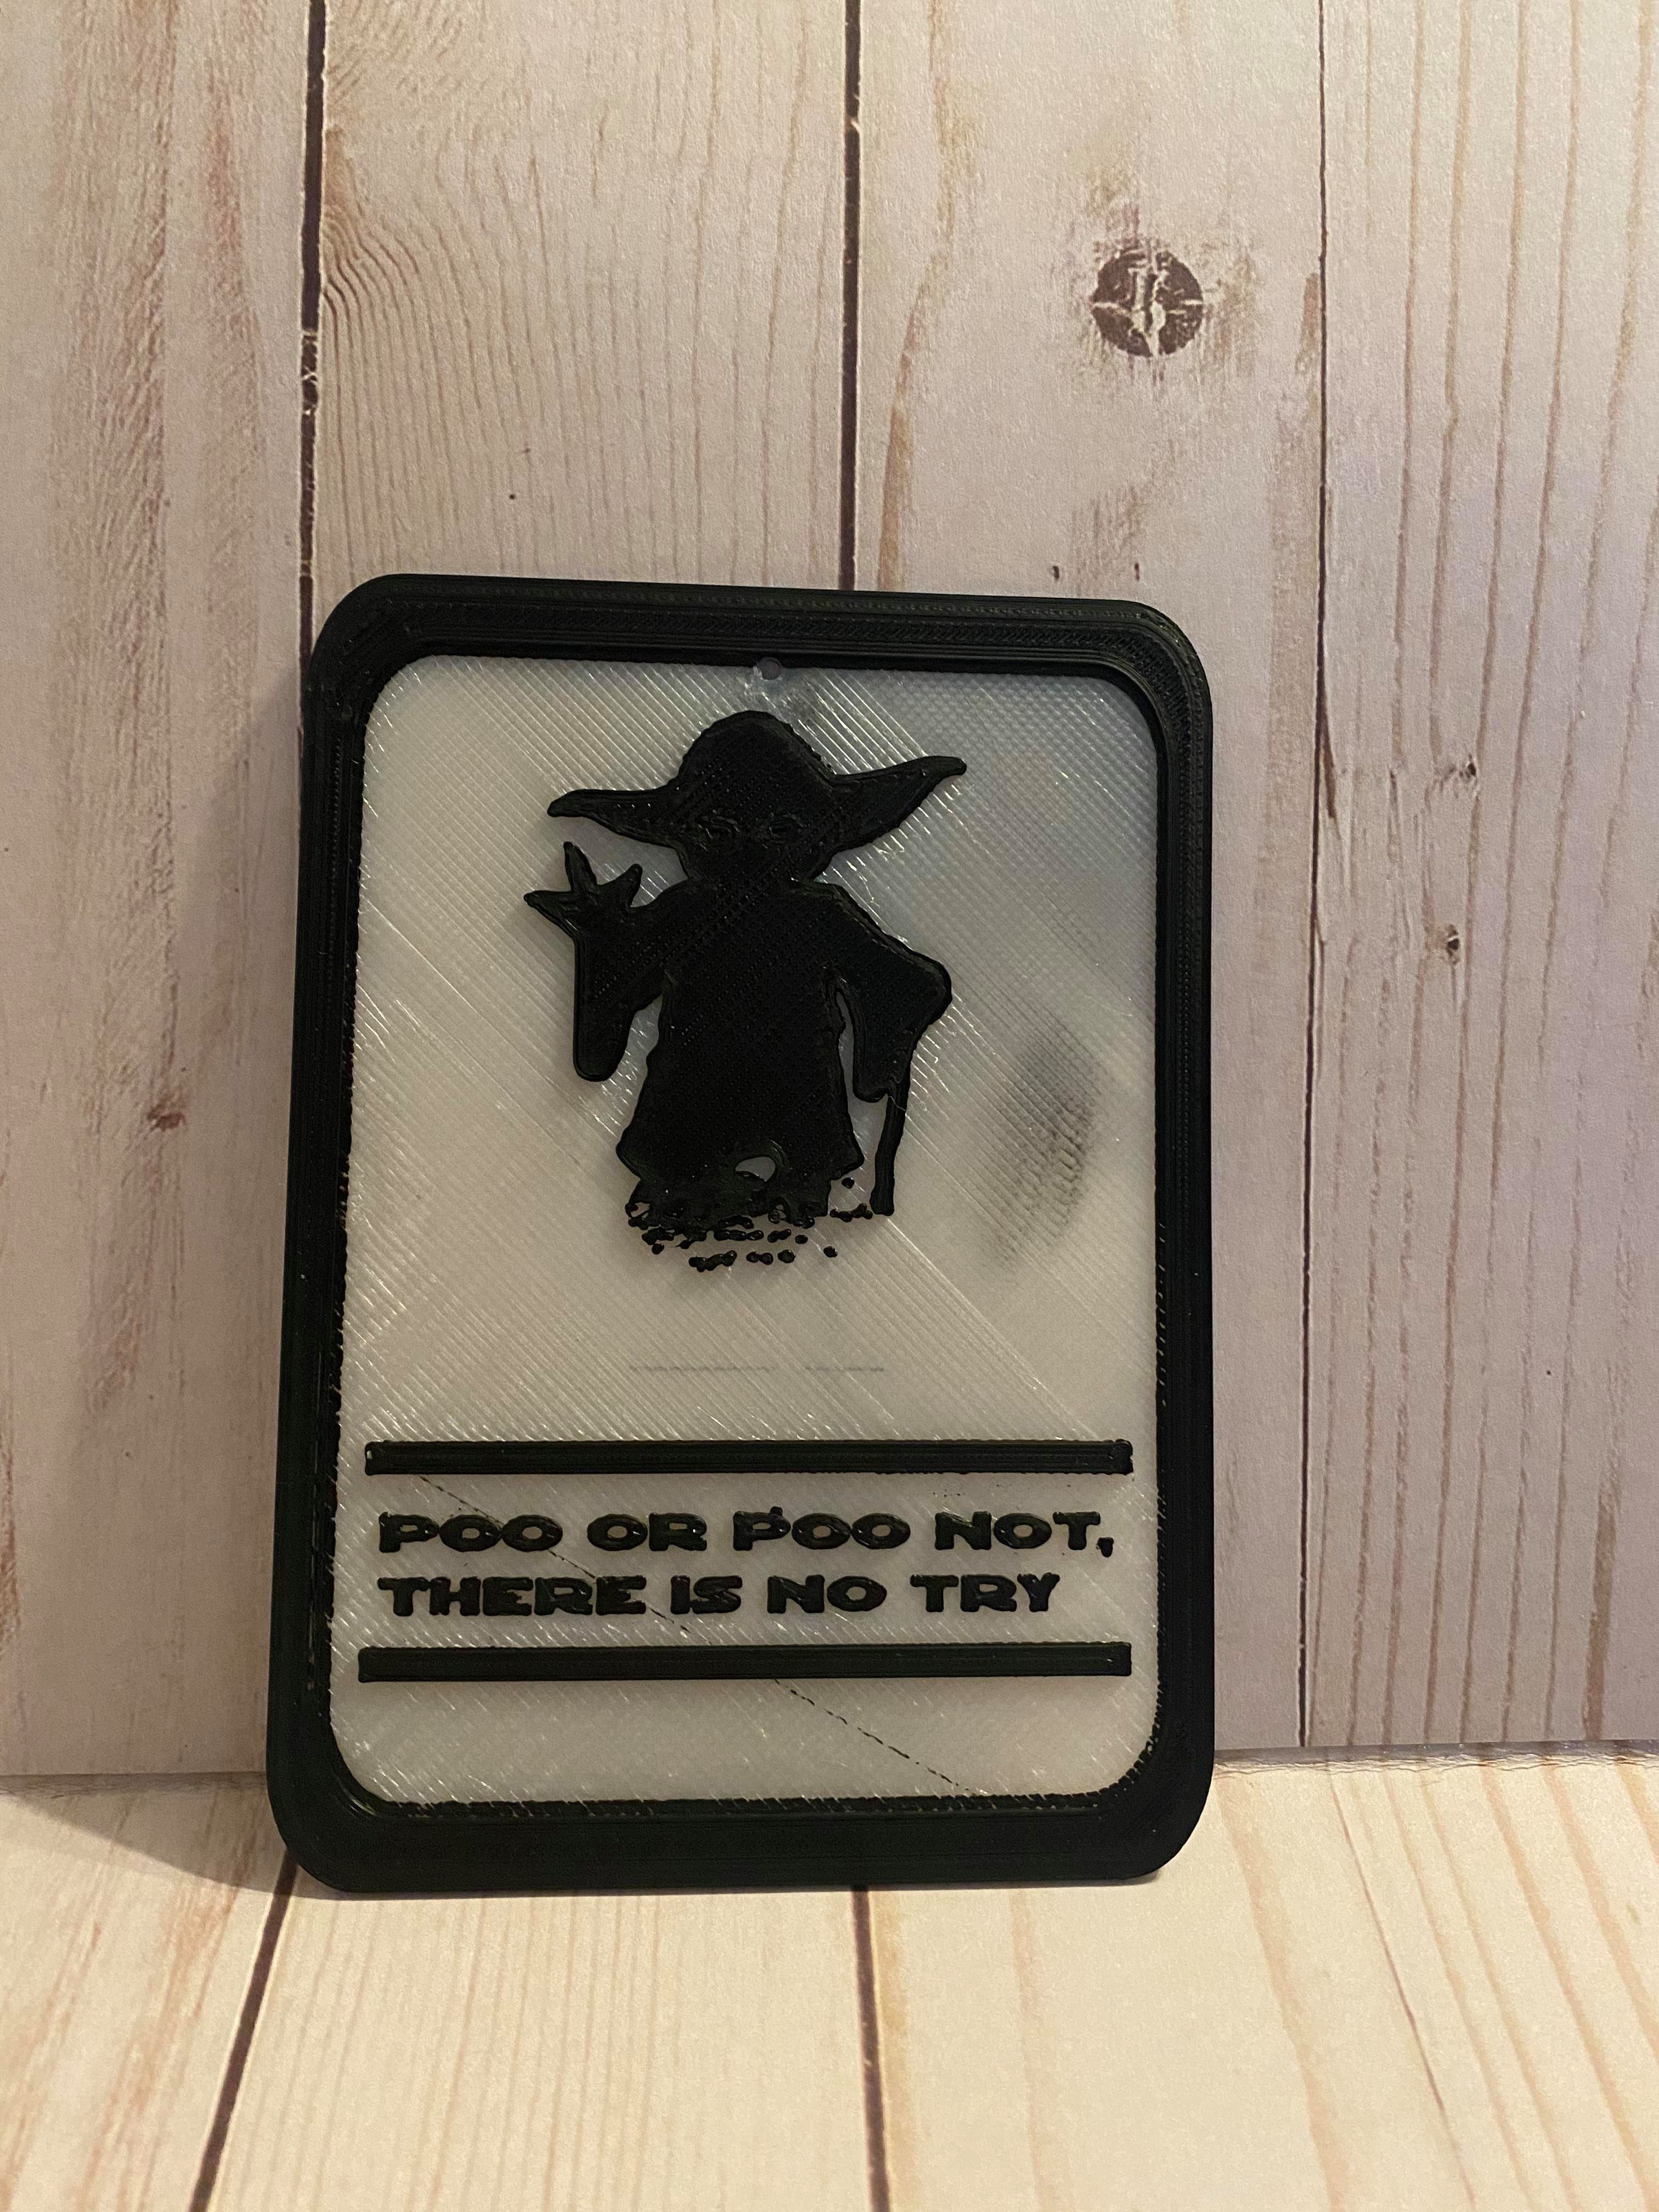 POO OR POO NOT,
THERE IS NO TRY